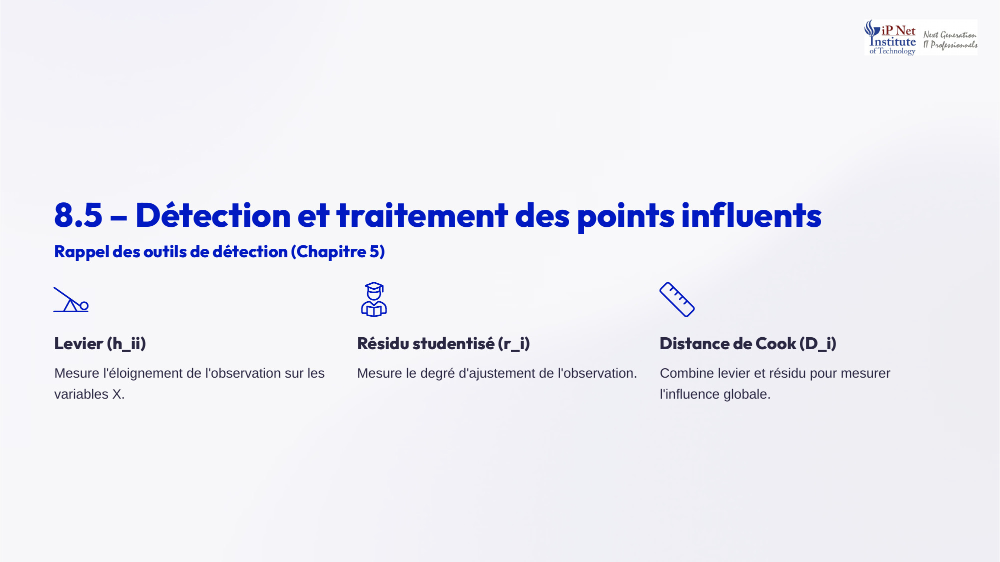 iP Net
Institute
of Technology
Next Generation
IT Professionnels
8.5 – Détection et traitement des points influents
Rappel des outils de détection (Chapitre 5)
Levier (h_ii)
Mesure l'éloignement de l'observation sur les
variables X.
Résidu studentisé (r_i)
Mesure le degré d'ajustement de l'observation.
Distance de Cook (D_i)
Combine levier et résidu pour mesurer
l'influence globale.